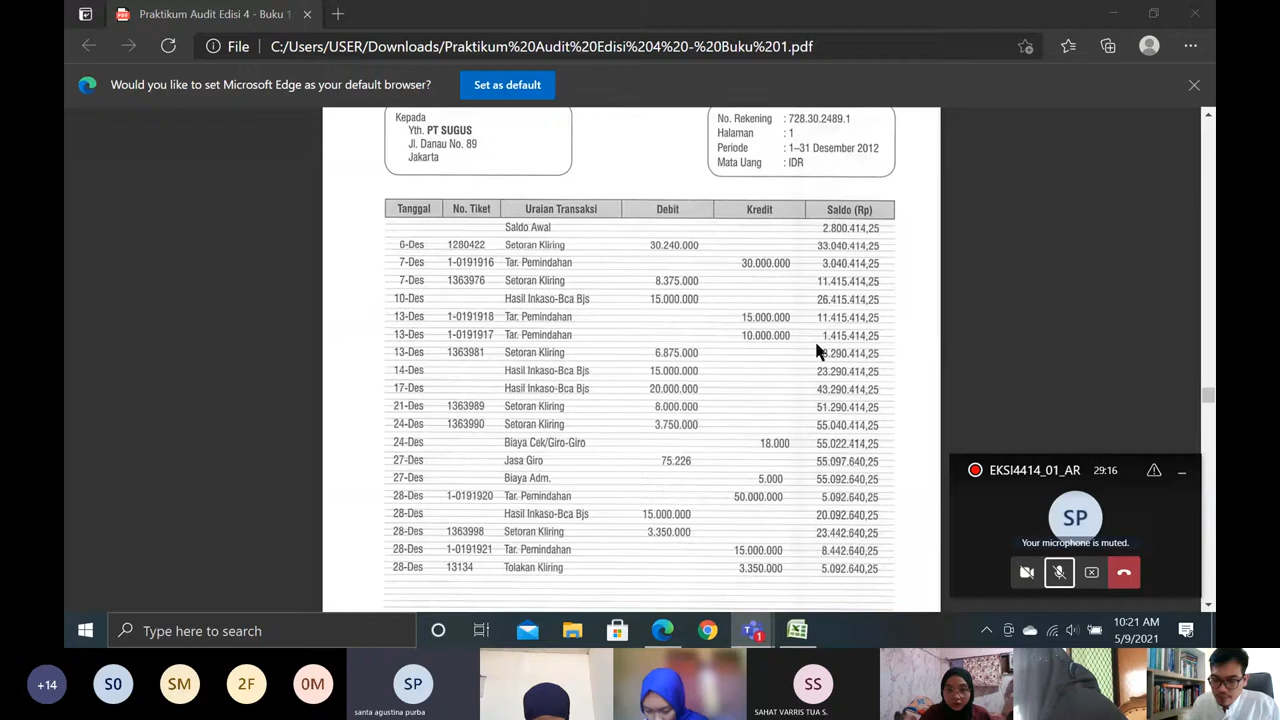 Praktikum Audit Edisi 4 - Buku 1
File C:/Users/USER/Downloads/Praktikum%20Audit%20Edisi%204%20-%20Buku%201.pdf
Would you like to set Microsoft Edge as your default browser? Set as default
Kepada
Yth. PT SUGUS
Jl. Danau No. 89
Jakarta
No. Rekening : 728.30.2489.1
Halaman : 1
Periode : 1–31 Desember 2012
Mata Uang : IDR
Tanggal No. Tiket Uraian Transaksi Debit Kredit Saldo (Rp)
Saldo Awal 2.800.414,25
6-Des 1280422 Setoran Kliring 30.240.000 33.040.414,25
7-Des 1-0191916 Tar. Pemindahan 30.000.000 3.040.414,25
7-Des 1363976 Setoran Kliring 8.375.000 11.415.414,25
10-Des Hasil Inkaso-Bca Bjs 15.000.000 26.415.414,25
13-Des 1-0191918 Tar. Pemindahan 15.000.000 11.415.414,25
13-Des 1-0191917 Tar. Pemindahan 10.000.000 1.415.414,25
13-Des 1363981 Setoran Kliring 6.875.000 8.290.414,25
14-Des Hasil Inkaso-Bca Bjs 15.000.000 23.290.414,25
17-Des Hasil Inkaso-Bca Bjs 20.000.000 43.290.414,25
21-Des 1363989 Setoran Kliring 8.000.000 51.290.414,25
24-Des 1363990 Setoran Kliring 3.750.000 55.040.414,25
24-Des Biaya Cek/Giro-Giro 18.000 55.022.414,25
27-Des Jasa Giro 75.226 55.097.640,25
27-Des Biaya Adm. 5.000 55.092.640,25
28-Des 1-0191920 Tar. Pemindahan 50.000.000 5.092.640,25
28-Des Hasil Inkaso-Bca Bjs 15.000.000 20.092.640,25
28-Des 1363998 Setoran Kliring 3.350.000 23.442.640,25
28-Des 1-0191921 Tar. Pemindahan 15.000.000 8.442.640,25
28-Des 13134 Tolakan Kliring 3.350.000 5.092.640,25
EKSI4414_01_AR 29:16
SP
Your microphone is muted.
Type here to search
1
10:21 AM
5/9/2021
+14 S0 SM 2F 0M SP SS
santa agustina purba SAHAT VARRIS TUA S.